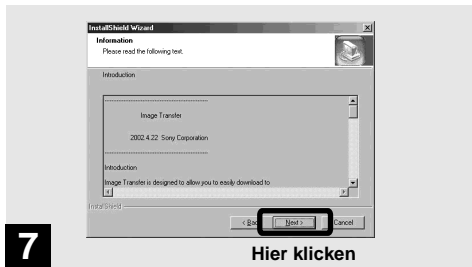 InstallShield Wizard
Information
Please read the following text.
Introduction
Image Transfer
2002.4.22 Sony Corporation
Introduction
Image Transfer is designed to allow you to easily download to
InstallShield
< Back
Next >
Cancel
7
Hier klicken